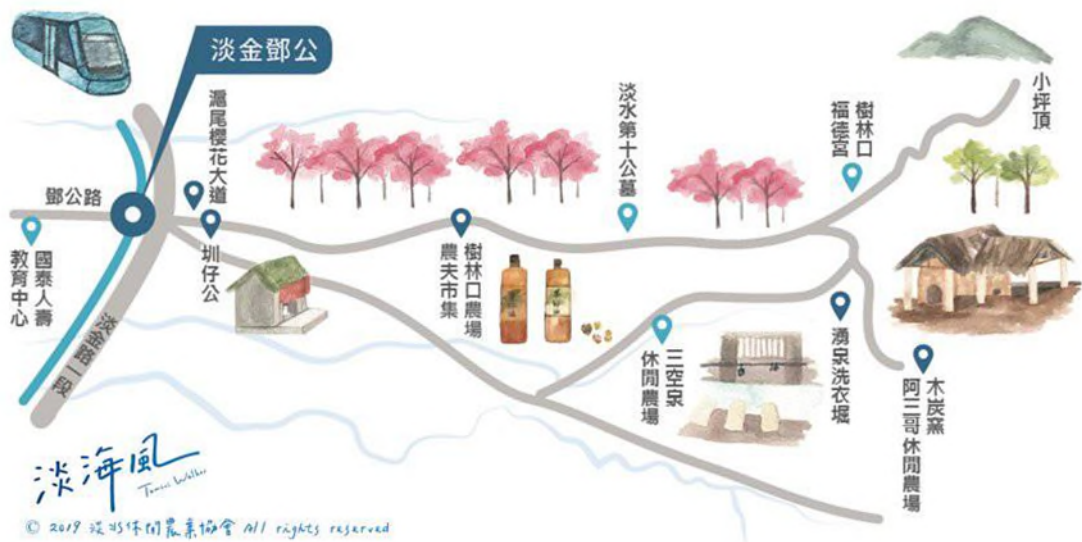 淡金鄧公
滬尾櫻花大道
淡水第十公墓
樹林口
福德宮
小坪頂
鄧公路
圳仔公
國泰人壽
教育中心
樹林口農場
農夫市集
淡金路一段
三空泉
休閒農場
湧泉洗衣堀
木炭窯
阿三哥休閒農場
淡海風
Tamsui Walker
© 2019 淡水休閒農業協會 All rights reserved